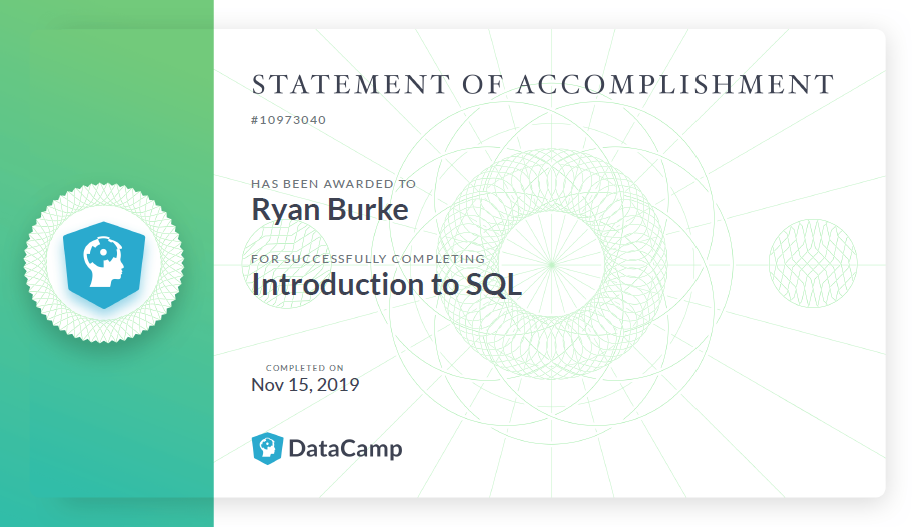 STATEMENT OF ACCOMPLISHMENT
#10973040
HAS BEEN AWARDED TO
Ryan Burke
FOR SUCCESSFULLY COMPLETING
Introduction to SQL
COMPLETED ON
Nov 15, 2019
DataCamp